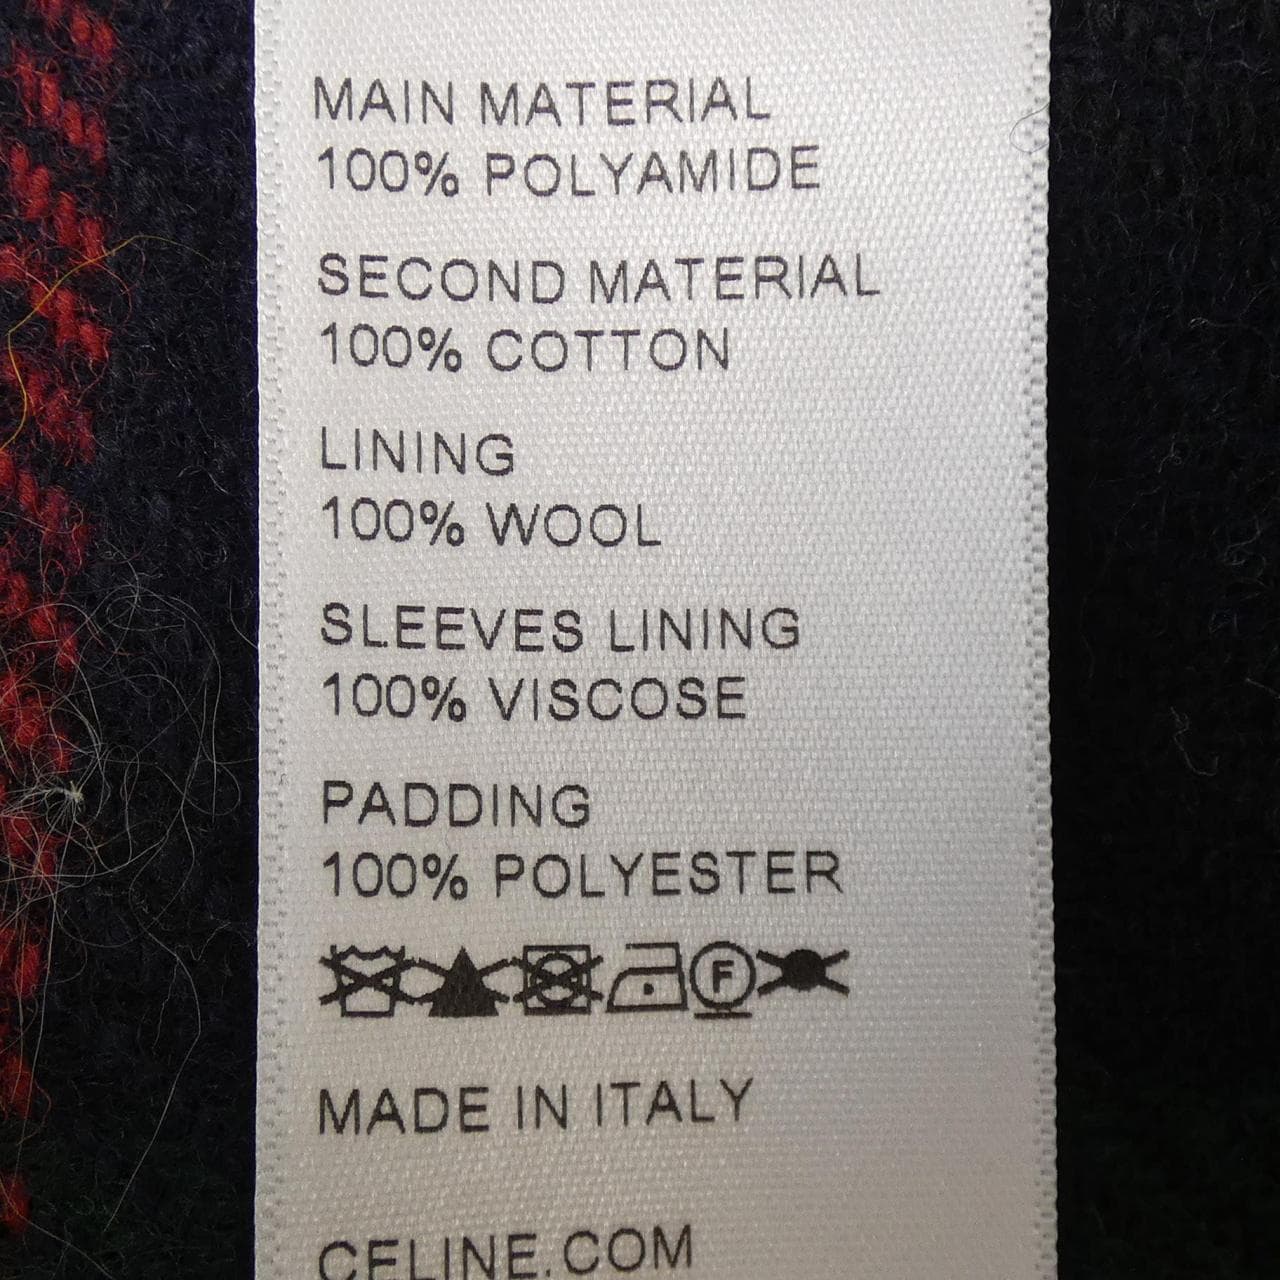 MAIN MATERIAL
100% POLYAMIDE
SECOND MATERIAL
100% COTTON
LINING
100% WOOL
SLEEVES LINING
100% VISCOSE
PADDING
100% POLYESTER
F
MADE IN ITALY
CELINE.COM